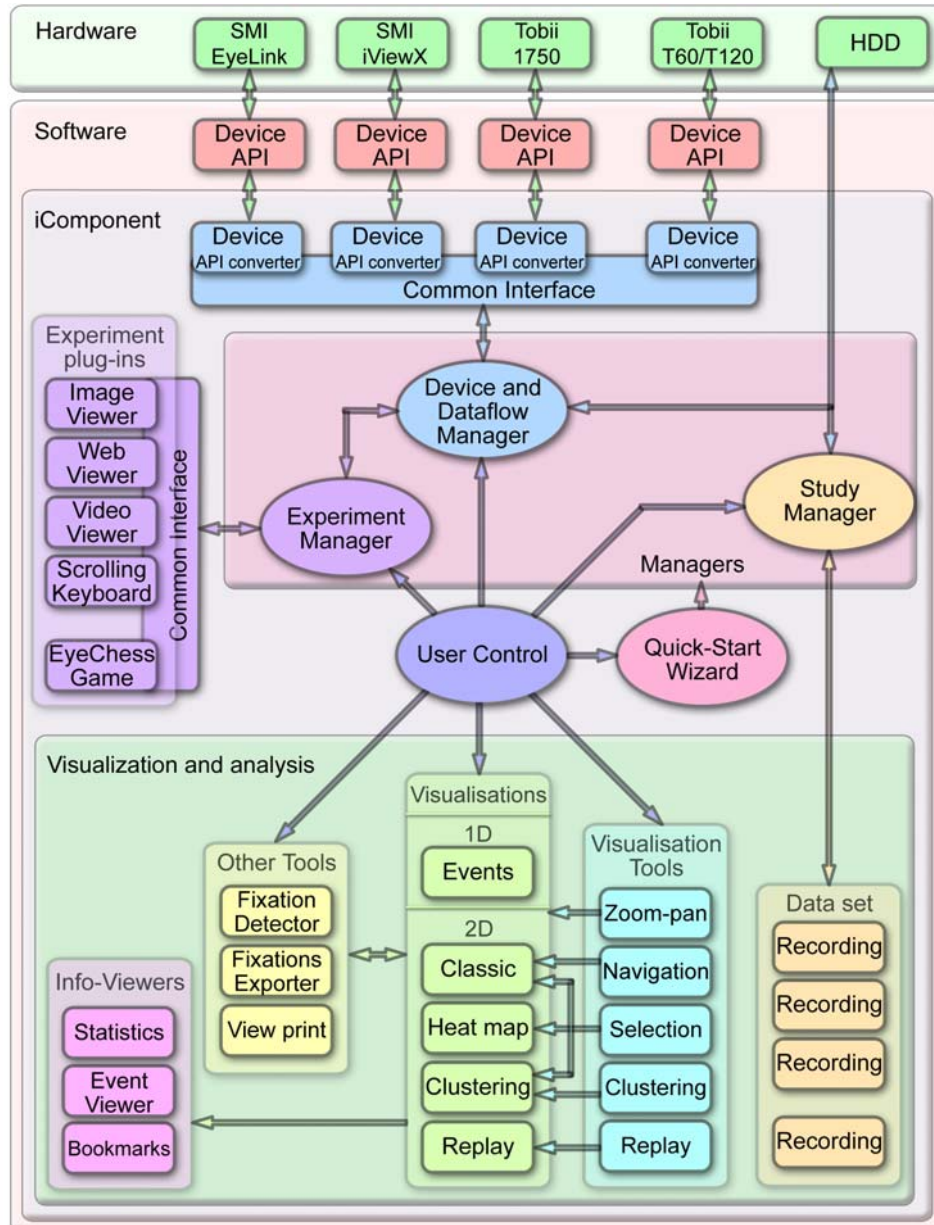 Hardware
SMI
EyeLink
SMI
iViewX
Tobii
1750
Tobii
T60/T120
HDD
Software
Device
API
Device
API
Device
API
Device
API
iComponent
Device
API converter
Device
API converter
Device
API converter
Device
API converter
Common Interface
Experiment
plug-ins
Image
Viewer
Web
Viewer
Video
Viewer
Scrolling
Keyboard
EyeChess
Game
Common Interface
Device and
Dataflow
Manager
Experiment
Manager
Study
Manager
Managers
User Control
Quick-Start
Wizard
Visualization and analysis
Visualisations
1D
Events
2D
Classic
Heat map
Clustering
Replay
Other Tools
Fixation
Detector
Fixations
Exporter
View print
Info-Viewers
Statistics
Event
Viewer
Bookmarks
Visualisation
Tools
Zoom-pan
Navigation
Selection
Clustering
Replay
Data set
Recording
Recording
Recording
Recording